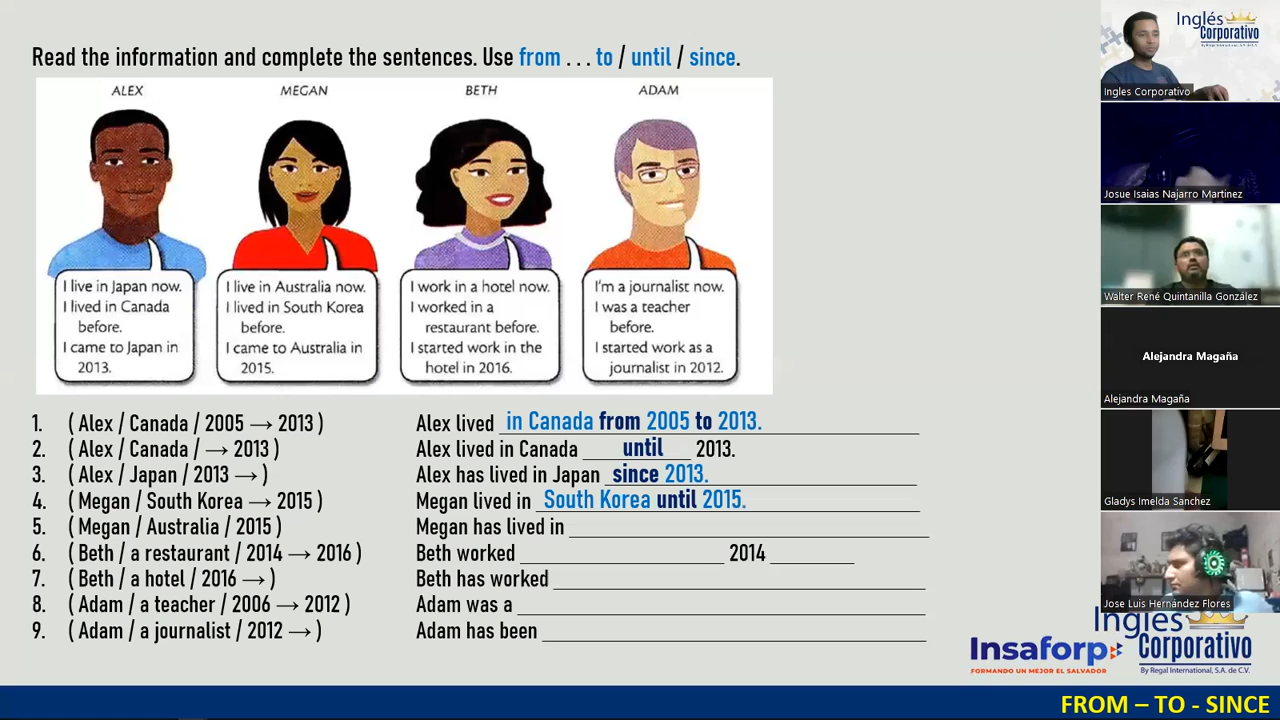 Read the information and complete the sentences. Use from . . . to / until / since.
ALEX
MEGAN
BETH
ADAM
I live in Japan now.
I lived in Canada
before.
I came to Japan in
2013.
I live in Australia now.
I lived in South Korea
before.
I came to Australia in
2015.
I work in a hotel now.
I worked in a
restaurant before.
I started work in the
hotel in 2016.
I'm a journalist now.
I was a teacher
before.
I started work as a
journalist in 2012.
1. ( Alex / Canada / 2005 → 2013 ) Alex lived in Canada from 2005 to 2013.
2. ( Alex / Canada / → 2013 ) Alex lived in Canada until 2013.
3. ( Alex / Japan / 2013 → ) Alex has lived in Japan since 2013.
4. ( Megan / South Korea → 2015 ) Megan lived in South Korea until 2015.
5. ( Megan / Australia / 2015 ) Megan has lived in
6. ( Beth / a restaurant / 2014 → 2016 ) Beth worked 2014
7. ( Beth / a hotel / 2016 → ) Beth has worked
8. ( Adam / a teacher / 2006 → 2012 ) Adam was a
9. ( Adam / a journalist / 2012 → ) Adam has been
Inglés
Corporativo
By Regal International, S.A. de C.V.
Ingles Corporativo
Josue Isaías Najarro Martinez
Walter René Quintanilla González
Alejandra Magaña
Alejandra Magaña
Gladys Imelda Sanchez
Jose Luis Hernández Flores
Inglés
Corporativo
By Regal International, S.A. de C.V.
Insaforp
FORMANDO UN MEJOR EL SALVADOR
FROM – TO - SINCE